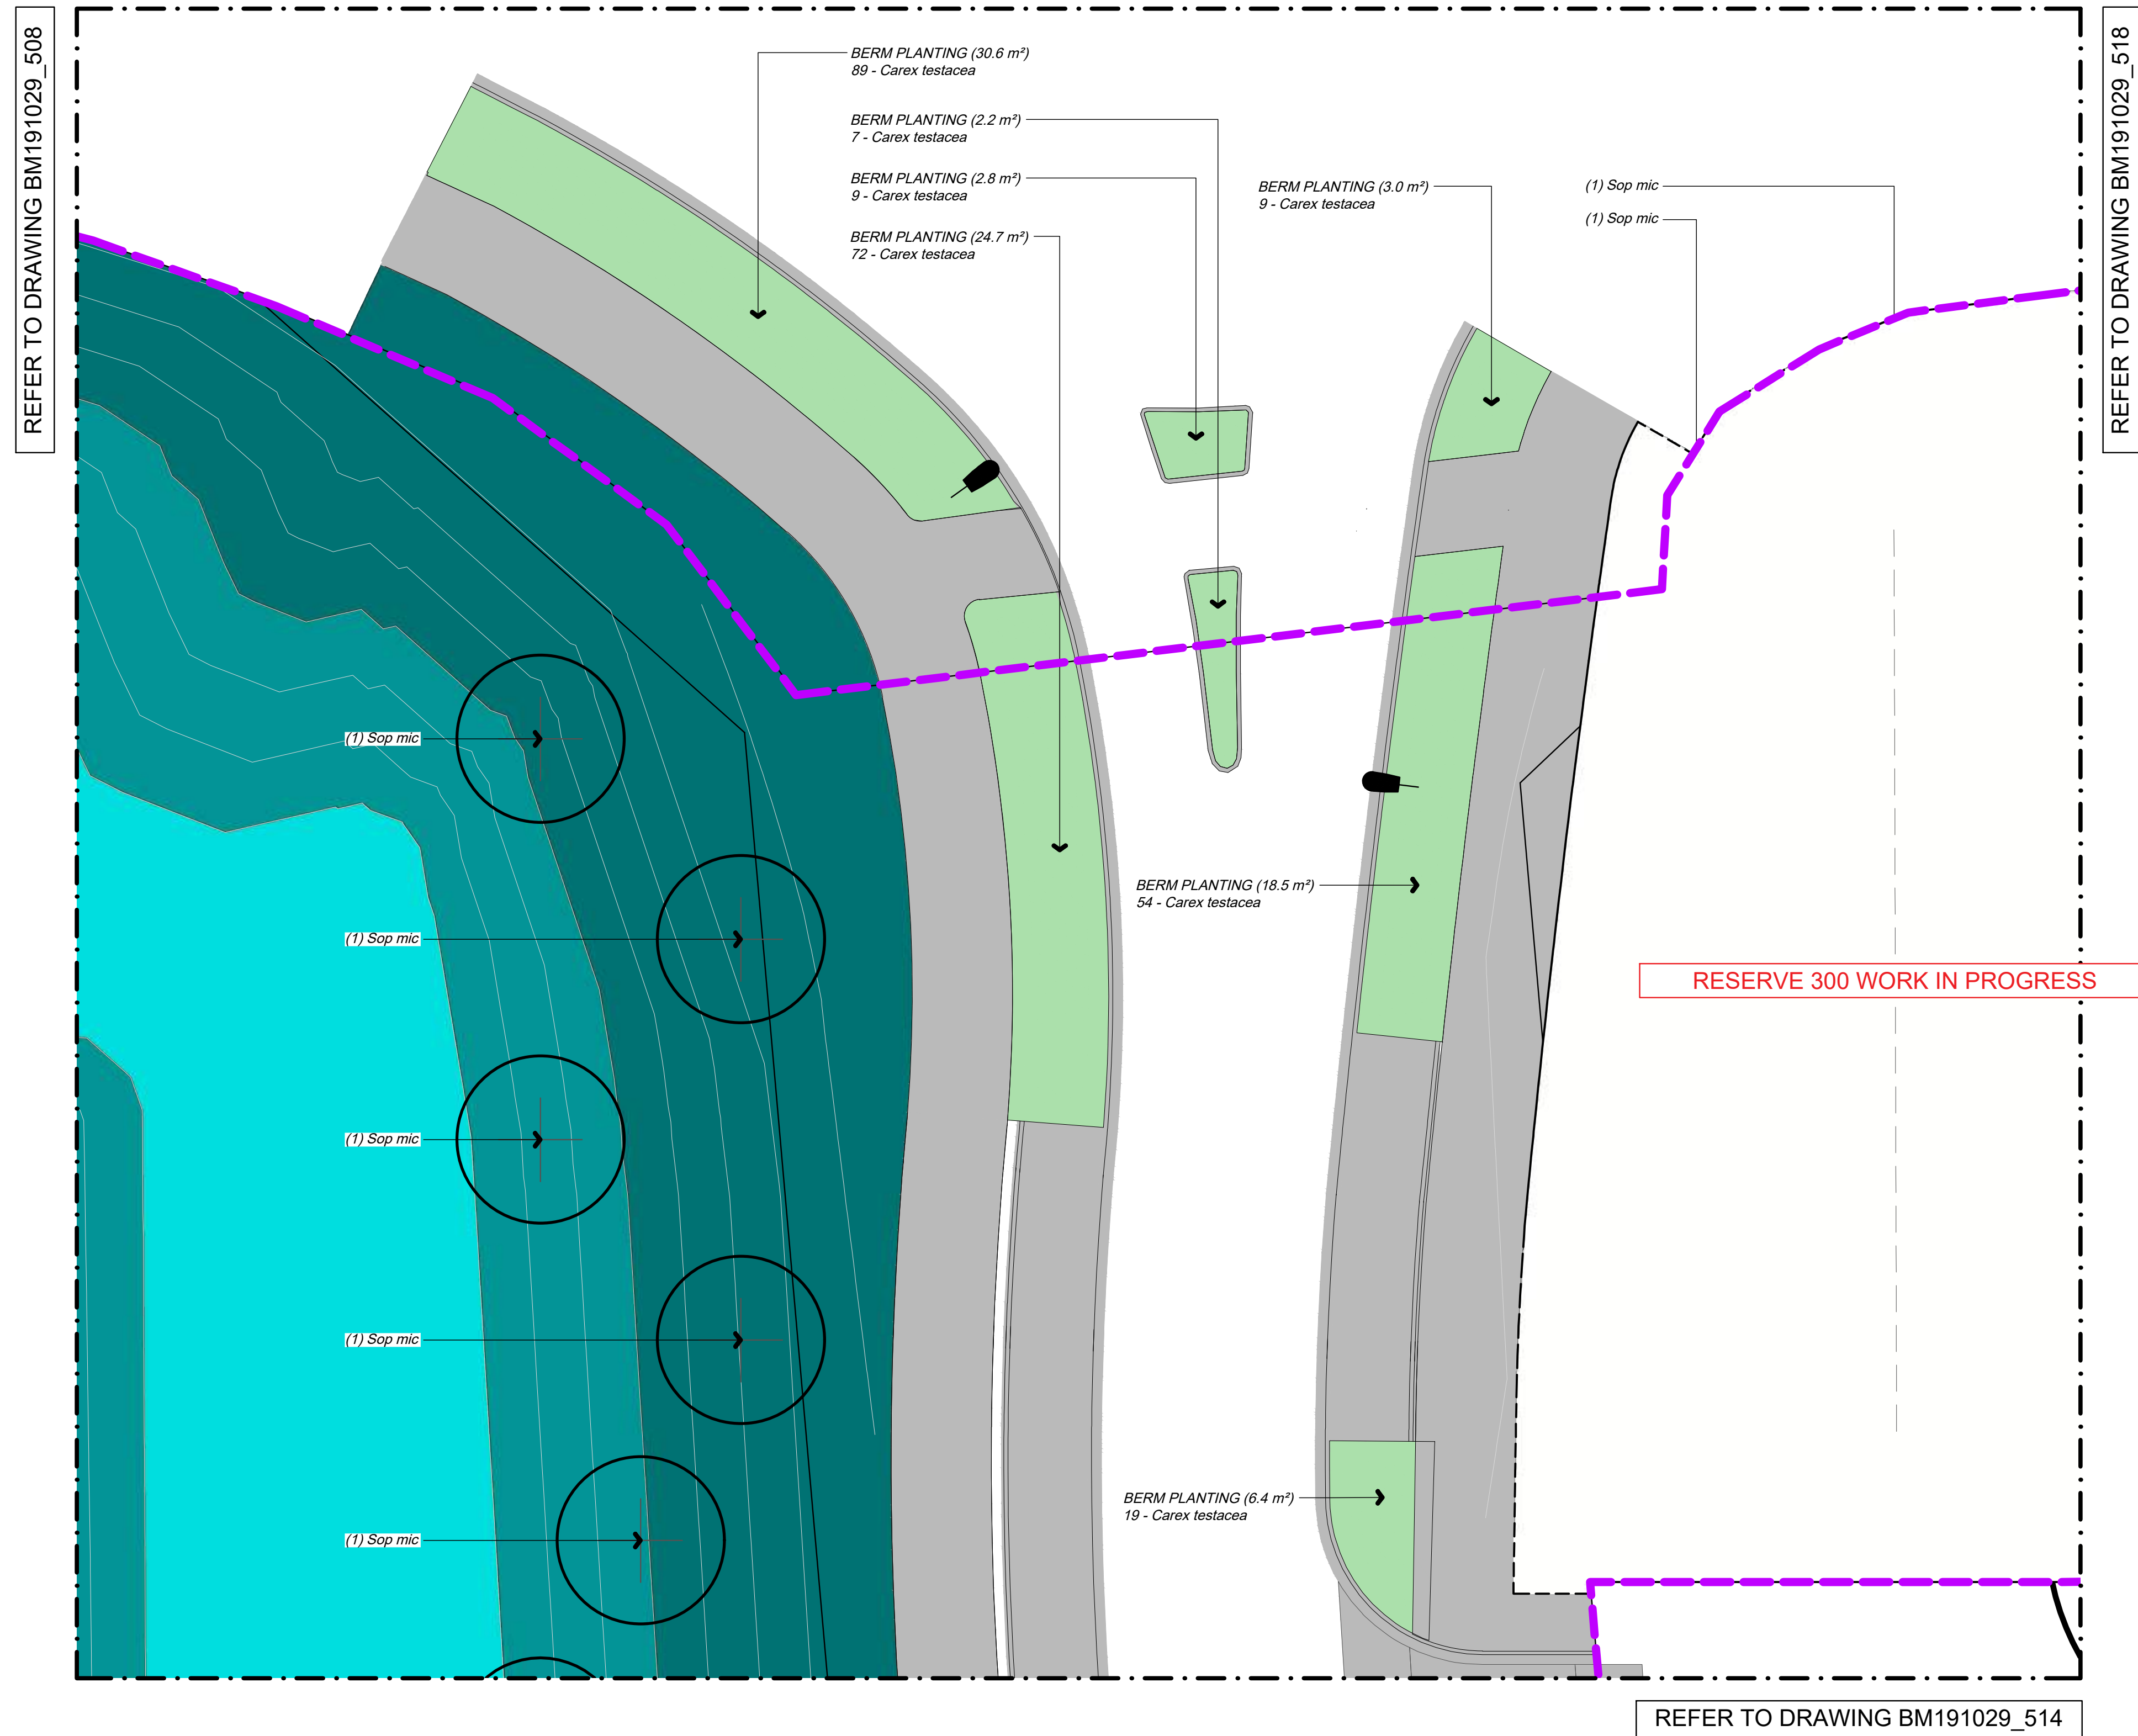 REFER TO DRAWING BM191029_508
BERM PLANTING (30.6 m²)
89 - Carex testacea
BERM PLANTING (2.2 m²)
7 - Carex testacea
BERM PLANTING (2.8 m²)
9 - Carex testacea
BERM PLANTING (24.7 m²)
72 - Carex testacea
BERM PLANTING (3.0 m²)
9 - Carex testacea
(1) Sop mic
(1) Sop mic
REFER TO DRAWING BM191029_518
(1) Sop mic
BERM PLANTING (18.5 m²)
54 - Carex testacea
(1) Sop mic
RESERVE 300 WORK IN PROGRESS
(1) Sop mic
(1) Sop mic
BERM PLANTING (6.4 m²)
19 - Carex testacea
(1) Sop mic
REFER TO DRAWING BM191029_514